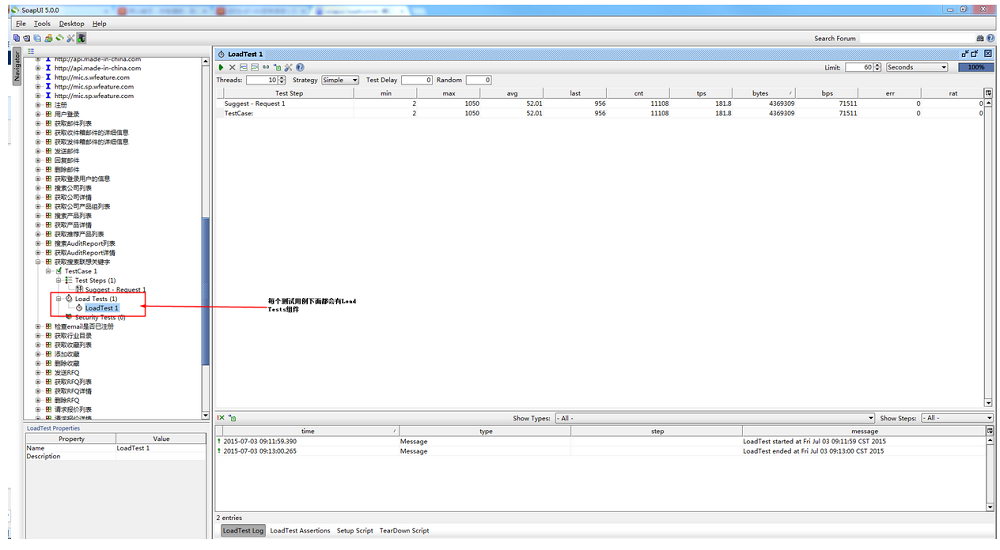 SoapUI 5.0.0
File Tools Desktop Help
Search Forum
Navigator
http://api.made-in-china.com
http://api.made-in-china.com
http://mic.sp.wfeature.com
http://mic.sp.wfeature.com
http://mic.sp.wfeature.com
注册
用户登录
获取邮件列表
获取收件箱邮件的详细信息
获取发件箱邮件的详细信息
发送邮件
回复邮件
删除邮件
获取登录用户的信息
搜索公司列表
获取公司详情
获取公司产品组列表
搜索产品列表
获取产品详情
获取推荐产品列表
搜索AuditReport列表
获取AuditReport详情
获取搜索联想关键字
TestCase 1
Test Steps (1)
Suggest - Request 1
Load Tests (1)
LoadTest 1
Security Tests (0)
检查email是否已注册
获取行业目录
获取收藏列表
添加收藏
删除收藏
发送RFQ
获取RFQ列表
获取RFQ详情
删除RFQ
请求报价列表
请求报价详情
LoadTest Properties
Property Value
Name LoadTest 1
Description
LoadTest 1
Limit: 60 Seconds 100%
Threads: 10 Strategy Simple Test Delay 0 Random 0
Test Step min max avg last cnt tps bytes bps err rat
Suggest - Request 1 2 1050 52.01 956 11108 181.8 4369309 71511 0 0
TestCase: 2 1050 52.01 956 11108 181.8 4369309 71511 0 0
每个测试用例下面都会有Load
Tests组件
Show Types: - All - Show Steps: - All -
time type step message
2015-07-03 09:11:59.390 Message LoadTest started at Fri Jul 03 09:11:59 CST 2015
2015-07-03 09:13:00.265 Message LoadTest ended at Fri Jul 03 09:13:00 CST 2015
2 entries
LoadTest Log LoadTest Assertions Setup Script TearDown Script